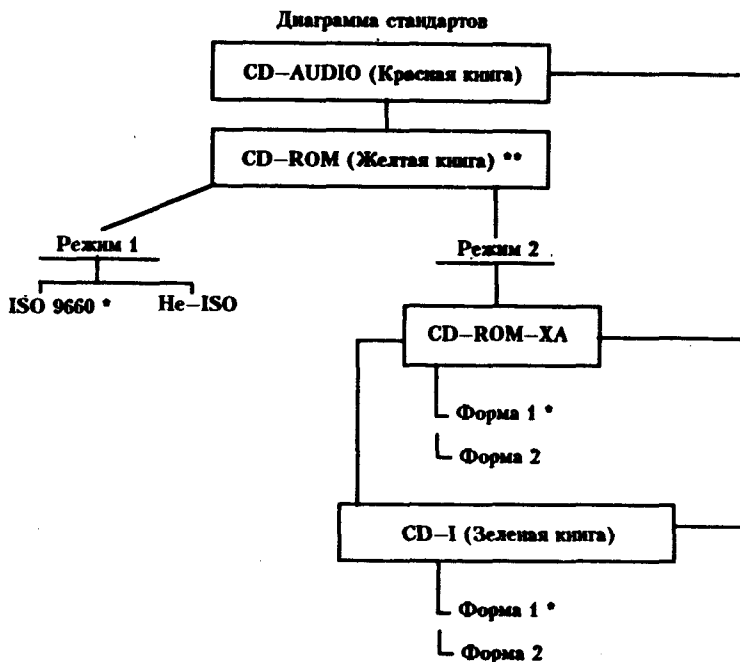 Диаграмма стандартов
CD–AUDIO (Красная книга)
CD–ROM (Желтая книга) **
Режим 1
Режим 2
ISO 9660 *
Не–ISO
CD–ROM–XA
Форма 1 *
Форма 2
CD–I (Зеленая книга)
Форма 1 *
Форма 2